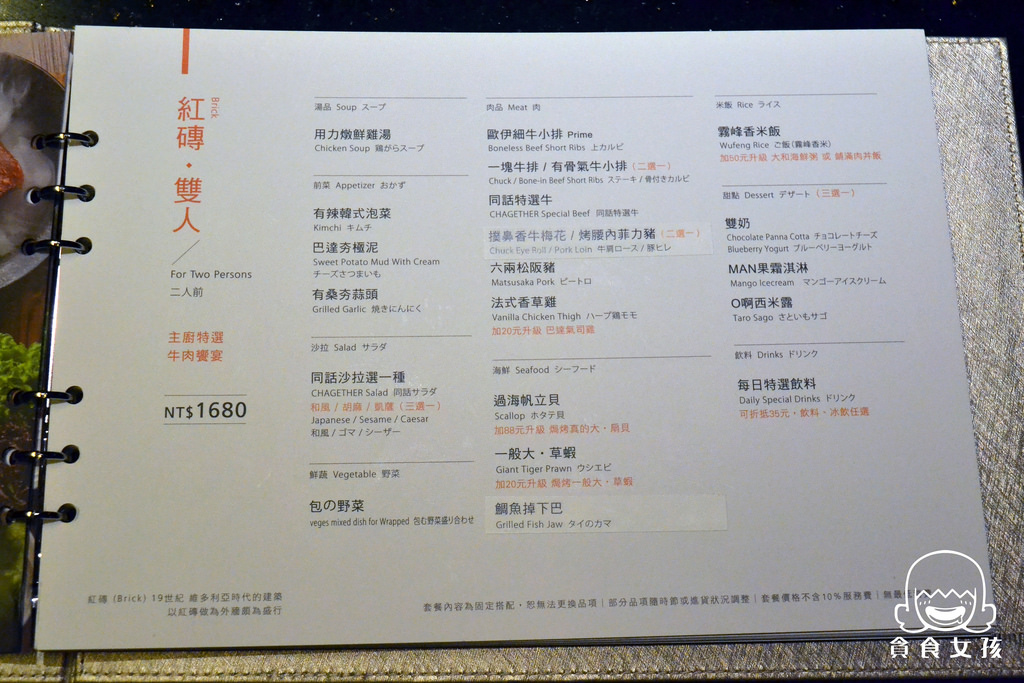 Brick
紅磚・雙人
For Two Persons
二人前
主廚特選
牛肉饗宴
NT$1680
湯品 Soup スープ
用力燉鮮雞湯
Chicken Soup 鶏がらスープ
前菜 Appetizer おかず
有辣韓式泡菜
Kimchi キムチ
巴達夯極泥
Sweet Potato Mud With Cream
チーズさつまいも
有桑夯蒜頭
Grilled Garlic 焼きにんにく
沙拉 Salad サラダ
同話沙拉選一種
CHAGETHER Salad 同話サラダ
和風 / 胡麻 / 凱薩（三選一）
Japanese / Sesame / Caesar
和風 / ゴマ / シーザー
鮮蔬 Vegetable 野菜
包の野菜
veges mixed dish for Wrapped 包む野菜盛り合わせ
肉品 Meat 肉
歐伊細牛小排 Prime
Boneless Beef Short Ribs 上カルビ
一塊牛排 / 有骨氣牛小排（二選一）
Chuck / Bone-in Beef Short Ribs ステーキ / 骨付きカルビ
同話特選牛
CHAGETHER Special Beef 同話特選牛
撲鼻香牛梅花 / 烤腰內菲力豬（二選一）
Chuck Eye Roll / Pork Loin 牛肩ロース / 豚ヒレ
六兩松阪豬
Matsusaka Pork ピートロ
法式香草雞
Vanilla Chicken Thigh ハーブ鶏モモ
加20元升級 巴達氣司雞
海鮮 Seafood シーフード
過海帆立貝
Scallop ホタテ貝
加88元升級 焗烤真的大・扇貝
一般大・草蝦
Giant Tiger Prawn ウシエビ
加20元升級 焗烤一般大・草蝦
鯛魚掉下巴
Grilled Fish Jaw タイのカマ
米飯 Rice ライス
霧峰香米飯
Wufeng Rice ご飯(霧峰香米)
加50元升級 大和海鮮粥 或 鋪滿肉丼飯
甜點 Dessert デザート（三選一）
雙奶
Chocolate Panna Cotta チョコレートチーズ
Blueberry Yogurt ブルーベリーヨーグルト
MAN果霜淇淋
Mango Icecream マンゴーアイスクリーム
O啊西米露
Taro Sago さといもサゴ
飲料 Drinks ドリンク
每日特選飲料
Daily Special Drinks ドリンク
可折抵35元・飲料・冰飲任選
紅磚 (Brick) 19世紀 維多利亞時代的建築
以紅磚做為外牆頗為盛行
套餐內容為固定搭配・恕無法更換品項｜部分品項隨時節或進貨狀況調整｜套餐價格不含10%服務費｜無最
貪食女孩